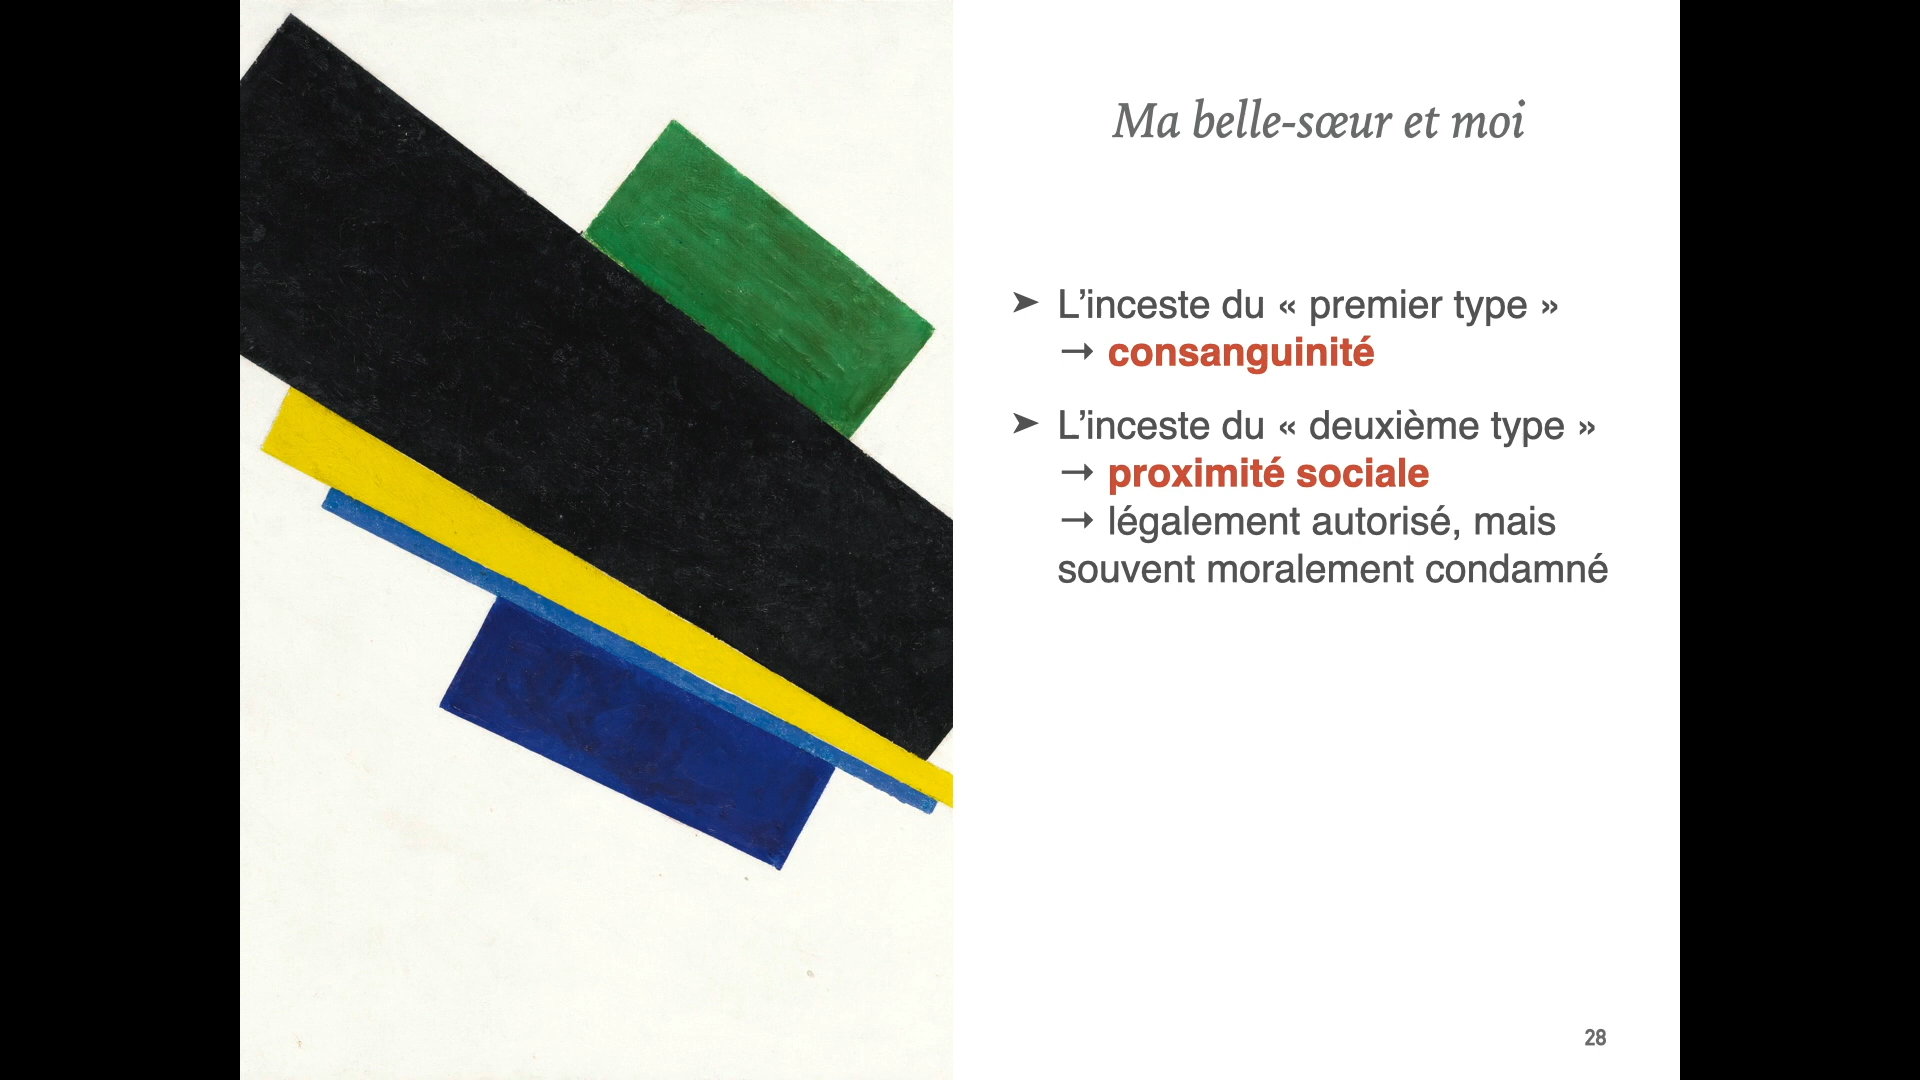 Ma belle-sœur et moi
➤ L’inceste du « premier type »
→ consanguinité
➤ L’inceste du « deuxième type »
→ proximité sociale
→ légalement autorisé, mais
souvent moralement condamné
28